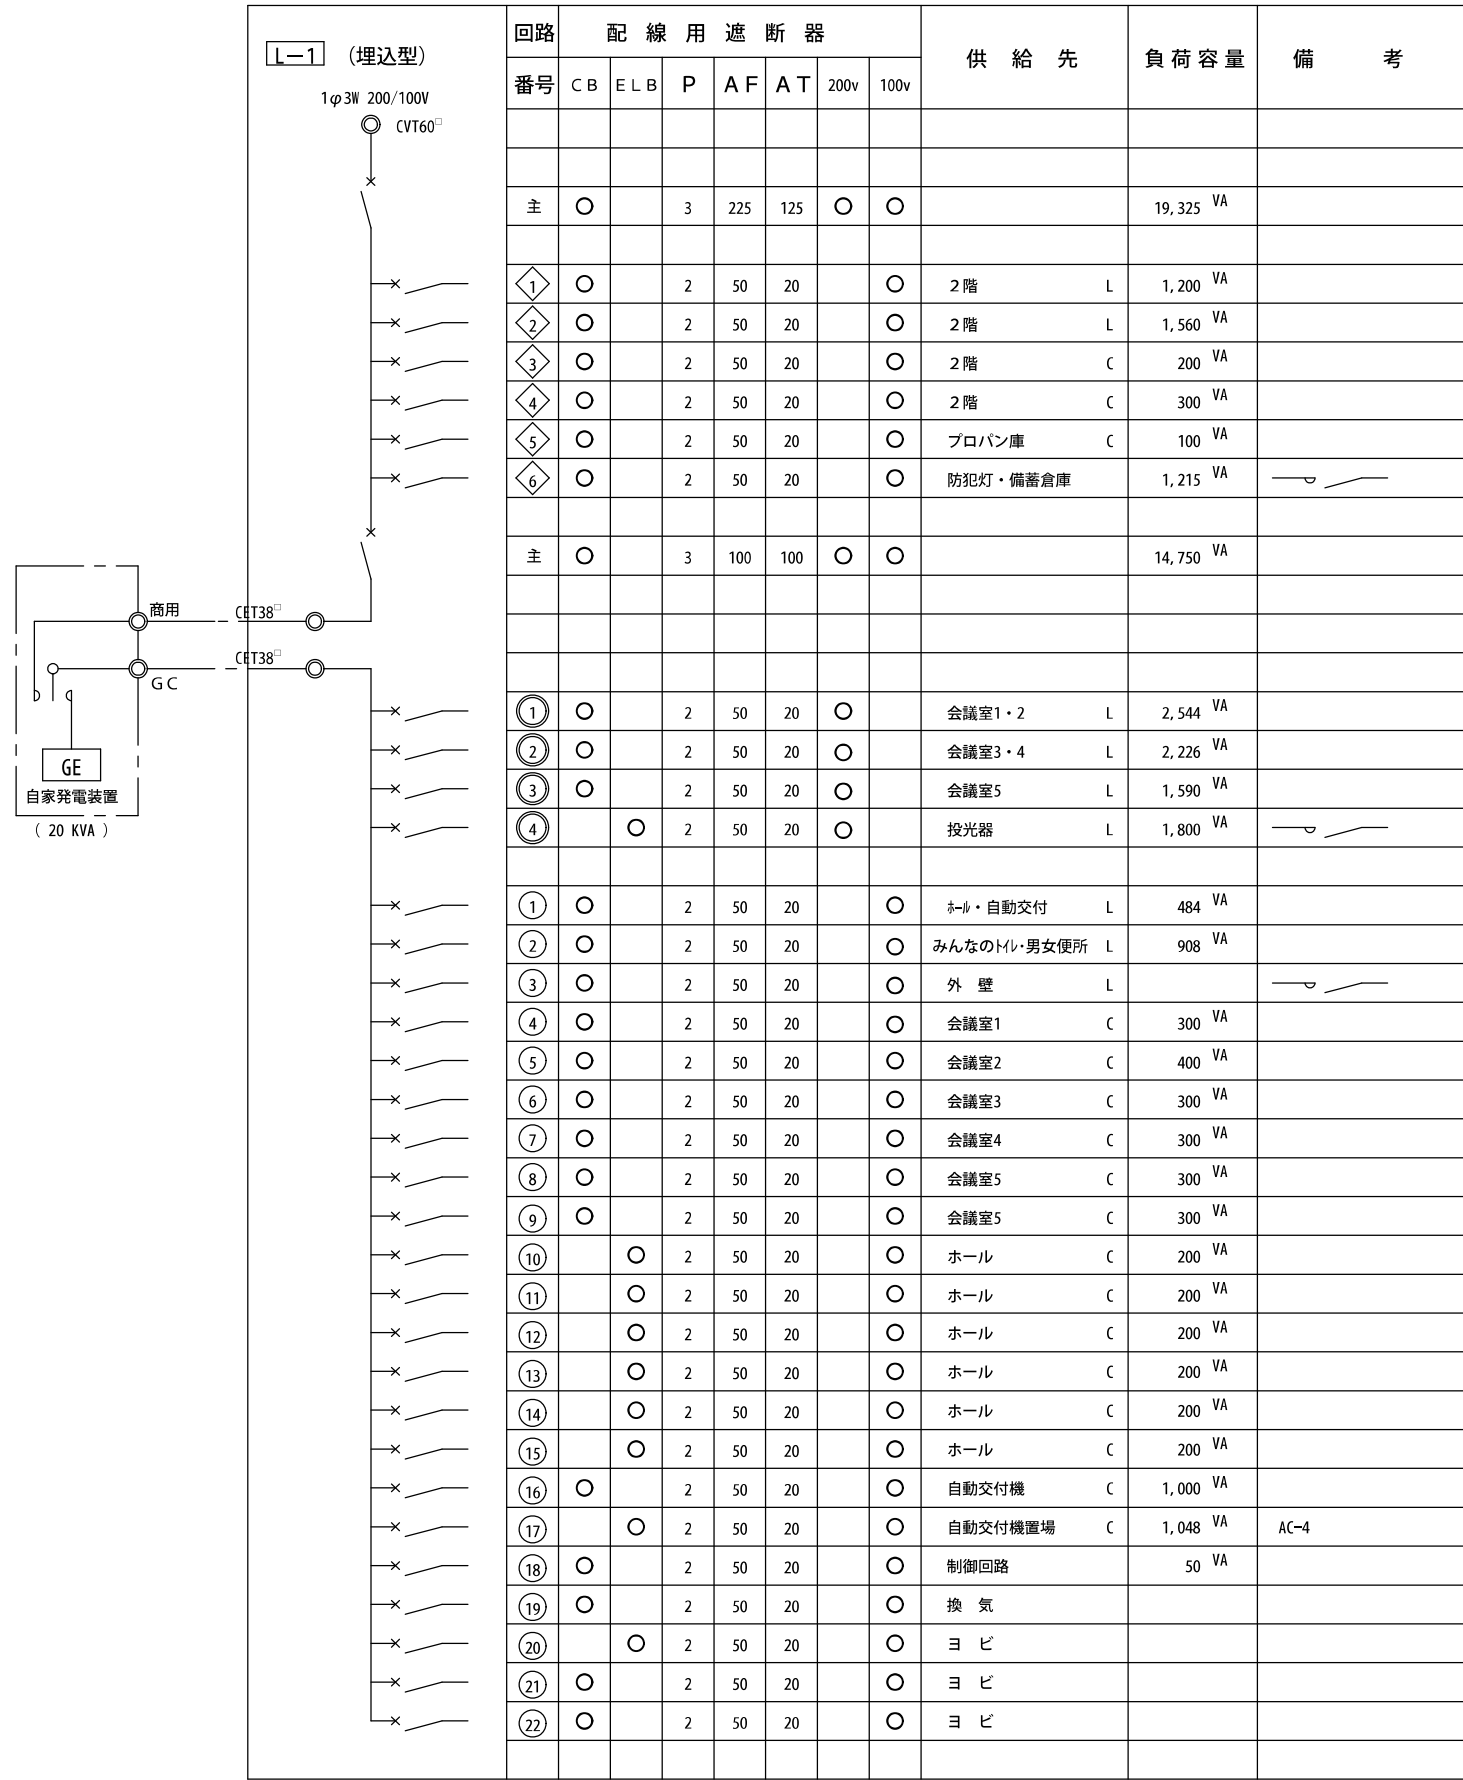 L−1 (埋込型)
1φ3W 200/100V
CVT60□
回路番号 配線用遮断器 供給先 負荷容量 備考
CB ELB P AF AT 200v 100v
主 ○ 3 225 125 ○ ○ 19,325 VA
1 ○ 2 50 20 ○ 2階 L 1,200 VA
2 ○ 2 50 20 ○ 2階 L 1,560 VA
3 ○ 2 50 20 ○ 2階 C 200 VA
4 ○ 2 50 20 ○ 2階 C 300 VA
5 ○ 2 50 20 ○ プロパン庫 C 100 VA
6 ○ 2 50 20 ○ 防犯灯・備蓄倉庫 1,215 VA
主 ○ 3 100 100 ○ ○ 14,750 VA
商用 CET38□
GC CET38□
GE
自家発電装置
( 20 KVA )
1 ○ 2 50 20 ○ 会議室1・2 L 2,544 VA
2 ○ 2 50 20 ○ 会議室3・4 L 2,226 VA
3 ○ 2 50 20 ○ 会議室5 L 1,590 VA
4 ○ 2 50 20 ○ 投光器 L 1,800 VA
1 ○ 2 50 20 ○ ホール・自動交付 L 484 VA
2 ○ 2 50 20 ○ みんなのトイレ・男女便所 L 908 VA
3 ○ 2 50 20 ○ 外 壁 L
4 ○ 2 50 20 ○ 会議室1 C 300 VA
5 ○ 2 50 20 ○ 会議室2 C 400 VA
6 ○ 2 50 20 ○ 会議室3 C 300 VA
7 ○ 2 50 20 ○ 会議室4 C 300 VA
8 ○ 2 50 20 ○ 会議室5 C 300 VA
9 ○ 2 50 20 ○ 会議室5 C 300 VA
10 ○ 2 50 20 ○ ホール C 200 VA
11 ○ 2 50 20 ○ ホール C 200 VA
12 ○ 2 50 20 ○ ホール C 200 VA
13 ○ 2 50 20 ○ ホール C 200 VA
14 ○ 2 50 20 ○ ホール C 200 VA
15 ○ 2 50 20 ○ ホール C 200 VA
16 ○ 2 50 20 ○ 自動交付機 C 1,000 VA
17 ○ 2 50 20 ○ 自動交付機置場 C 1,048 VA AC-4
18 ○ 2 50 20 ○ 制御回路 50 VA
19 ○ 2 50 20 ○ 換 気
20 ○ 2 50 20 ○ ヨ ビ
21 ○ 2 50 20 ○ ヨ ビ
22 ○ 2 50 20 ○ ヨ ビ